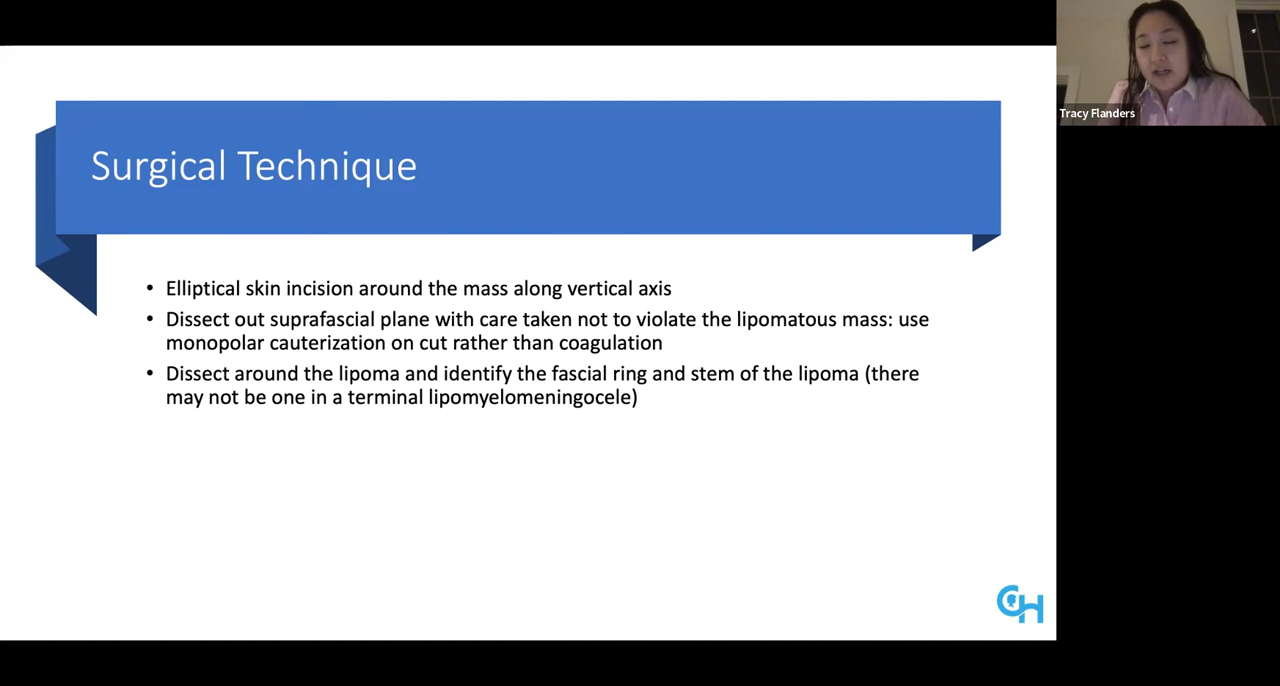 Surgical Technique
• Elliptical skin incision around the mass along vertical axis
• Dissect out suprafascial plane with care taken not to violate the lipomatous mass: use
monopolar cauterization on cut rather than coagulation
• Dissect around the lipoma and identify the fascial ring and stem of the lipoma (there
may not be one in a terminal lipomyelomeningocele)
Tracy Flanders
CH